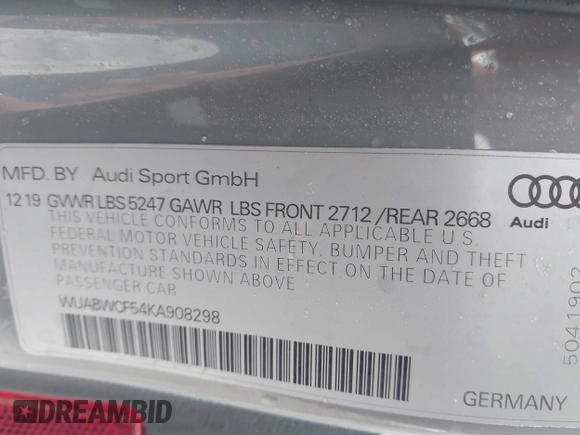 MFD. BY Audi Sport GmbH
12 19 GVWR LBS 5247 GAWR LBS FRONT 2712 /REAR 2668
THIS VEHICLE CONFORMS TO ALL APPLICABLE U.S.
FEDERAL MOTOR VEHICLE SAFETY, BUMPER AND THEFT
PREVENTION STANDARDS IN EFFECT ON THE DATE OF
MANUFACTURE SHOWN ABOVE
PASSENGER CAR
WUABWCF54KA908298
Audi
5041902
GERMANY
DREAMBID